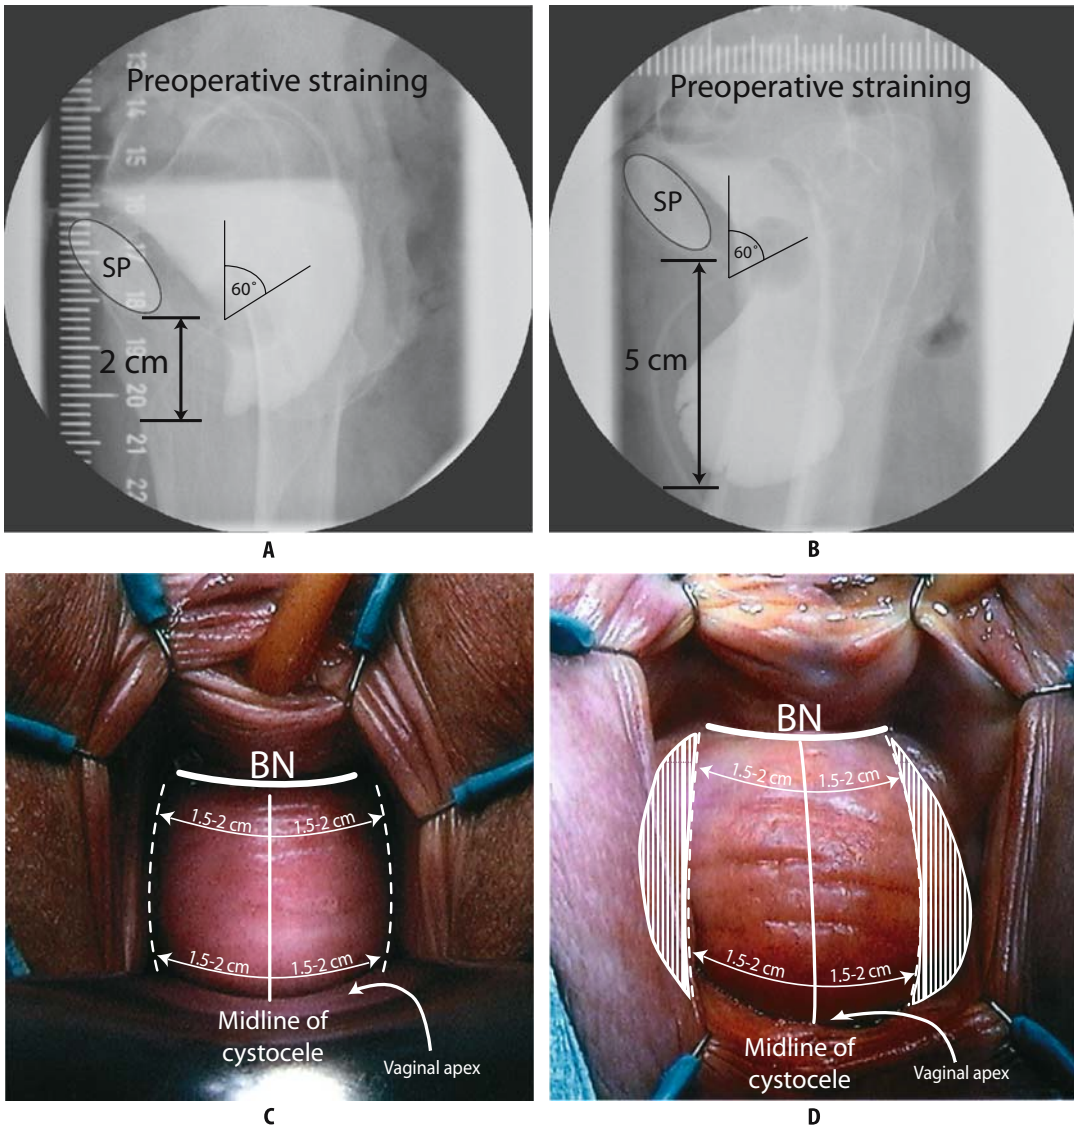 Preoperative straining
13
14
15
16
SP
17
18
60°
2 cm
19
20
21
22
A
Preoperative straining
SP
60°
5 cm
B
BN
1.5-2 cm 1.5-2 cm
1.5-2 cm 1.5-2 cm
Midline of
cystocele
Vaginal apex
C
BN
1.5-2 cm 1.5-2 cm
1.5-2 cm 1.5-2 cm
Midline of
cystocele
Vaginal apex
D